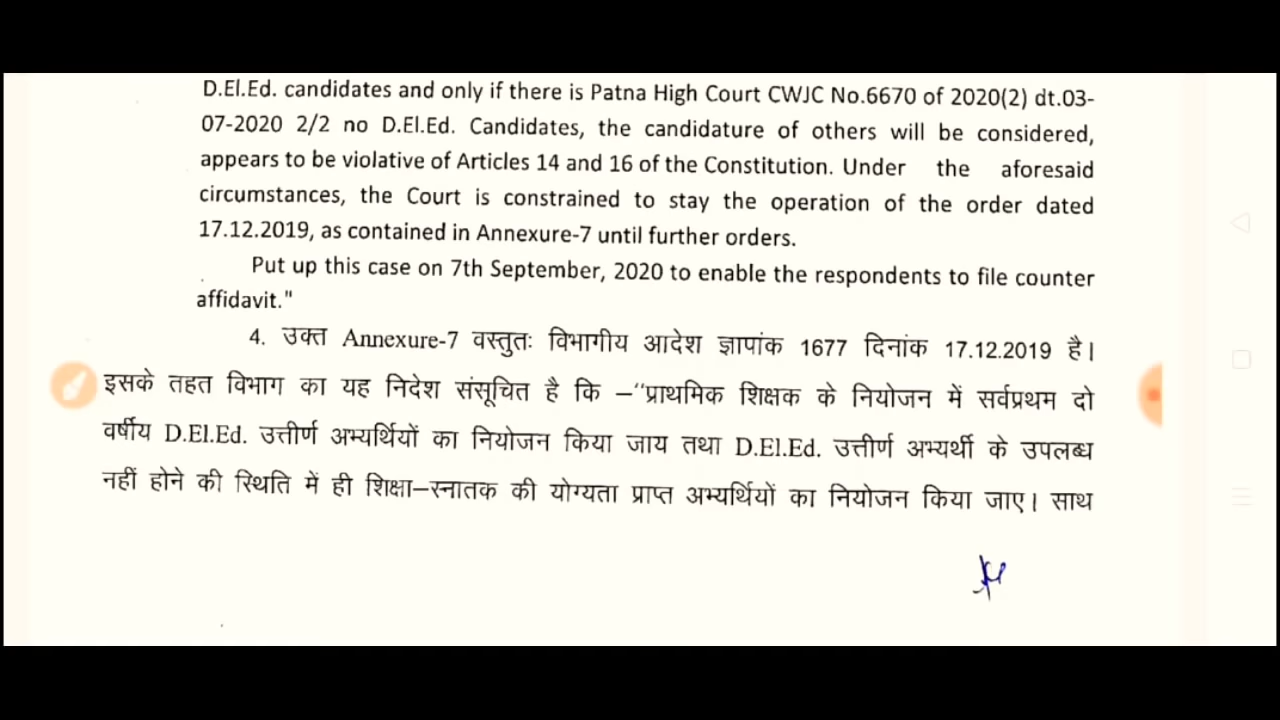 D.El.Ed. candidates and only if there is Patna High Court CWJC No.6670 of 2020(2) dt.03-
07-2020 2/2 no D.El.Ed. Candidates, the candidature of others will be considered,
appears to be violative of Articles 14 and 16 of the Constitution. Under the aforesaid
circumstances, the Court is constrained to stay the operation of the order dated
17.12.2019, as contained in Annexure-7 until further orders.
Put up this case on 7th September, 2020 to enable the respondents to file counter
affidavit."
4. उक्त Annexure-7 वस्तुतः विभागीय आदेश ज्ञापांक 1677 दिनांक 17.12.2019 है।
इसके तहत विभाग का यह निदेश संसूचित है कि –"प्राथमिक शिक्षक के नियोजन में सर्वप्रथम दो
वर्षीय D.El.Ed. उत्तीर्ण अभ्यर्थियों का नियोजन किया जाय तथा D.El.Ed. उत्तीर्ण अभ्यर्थी के उपलब्ध
नहीं होने की स्थिति में ही शिक्षा–स्नातक की योग्यता प्राप्त अभ्यर्थियों का नियोजन किया जाए। साथ